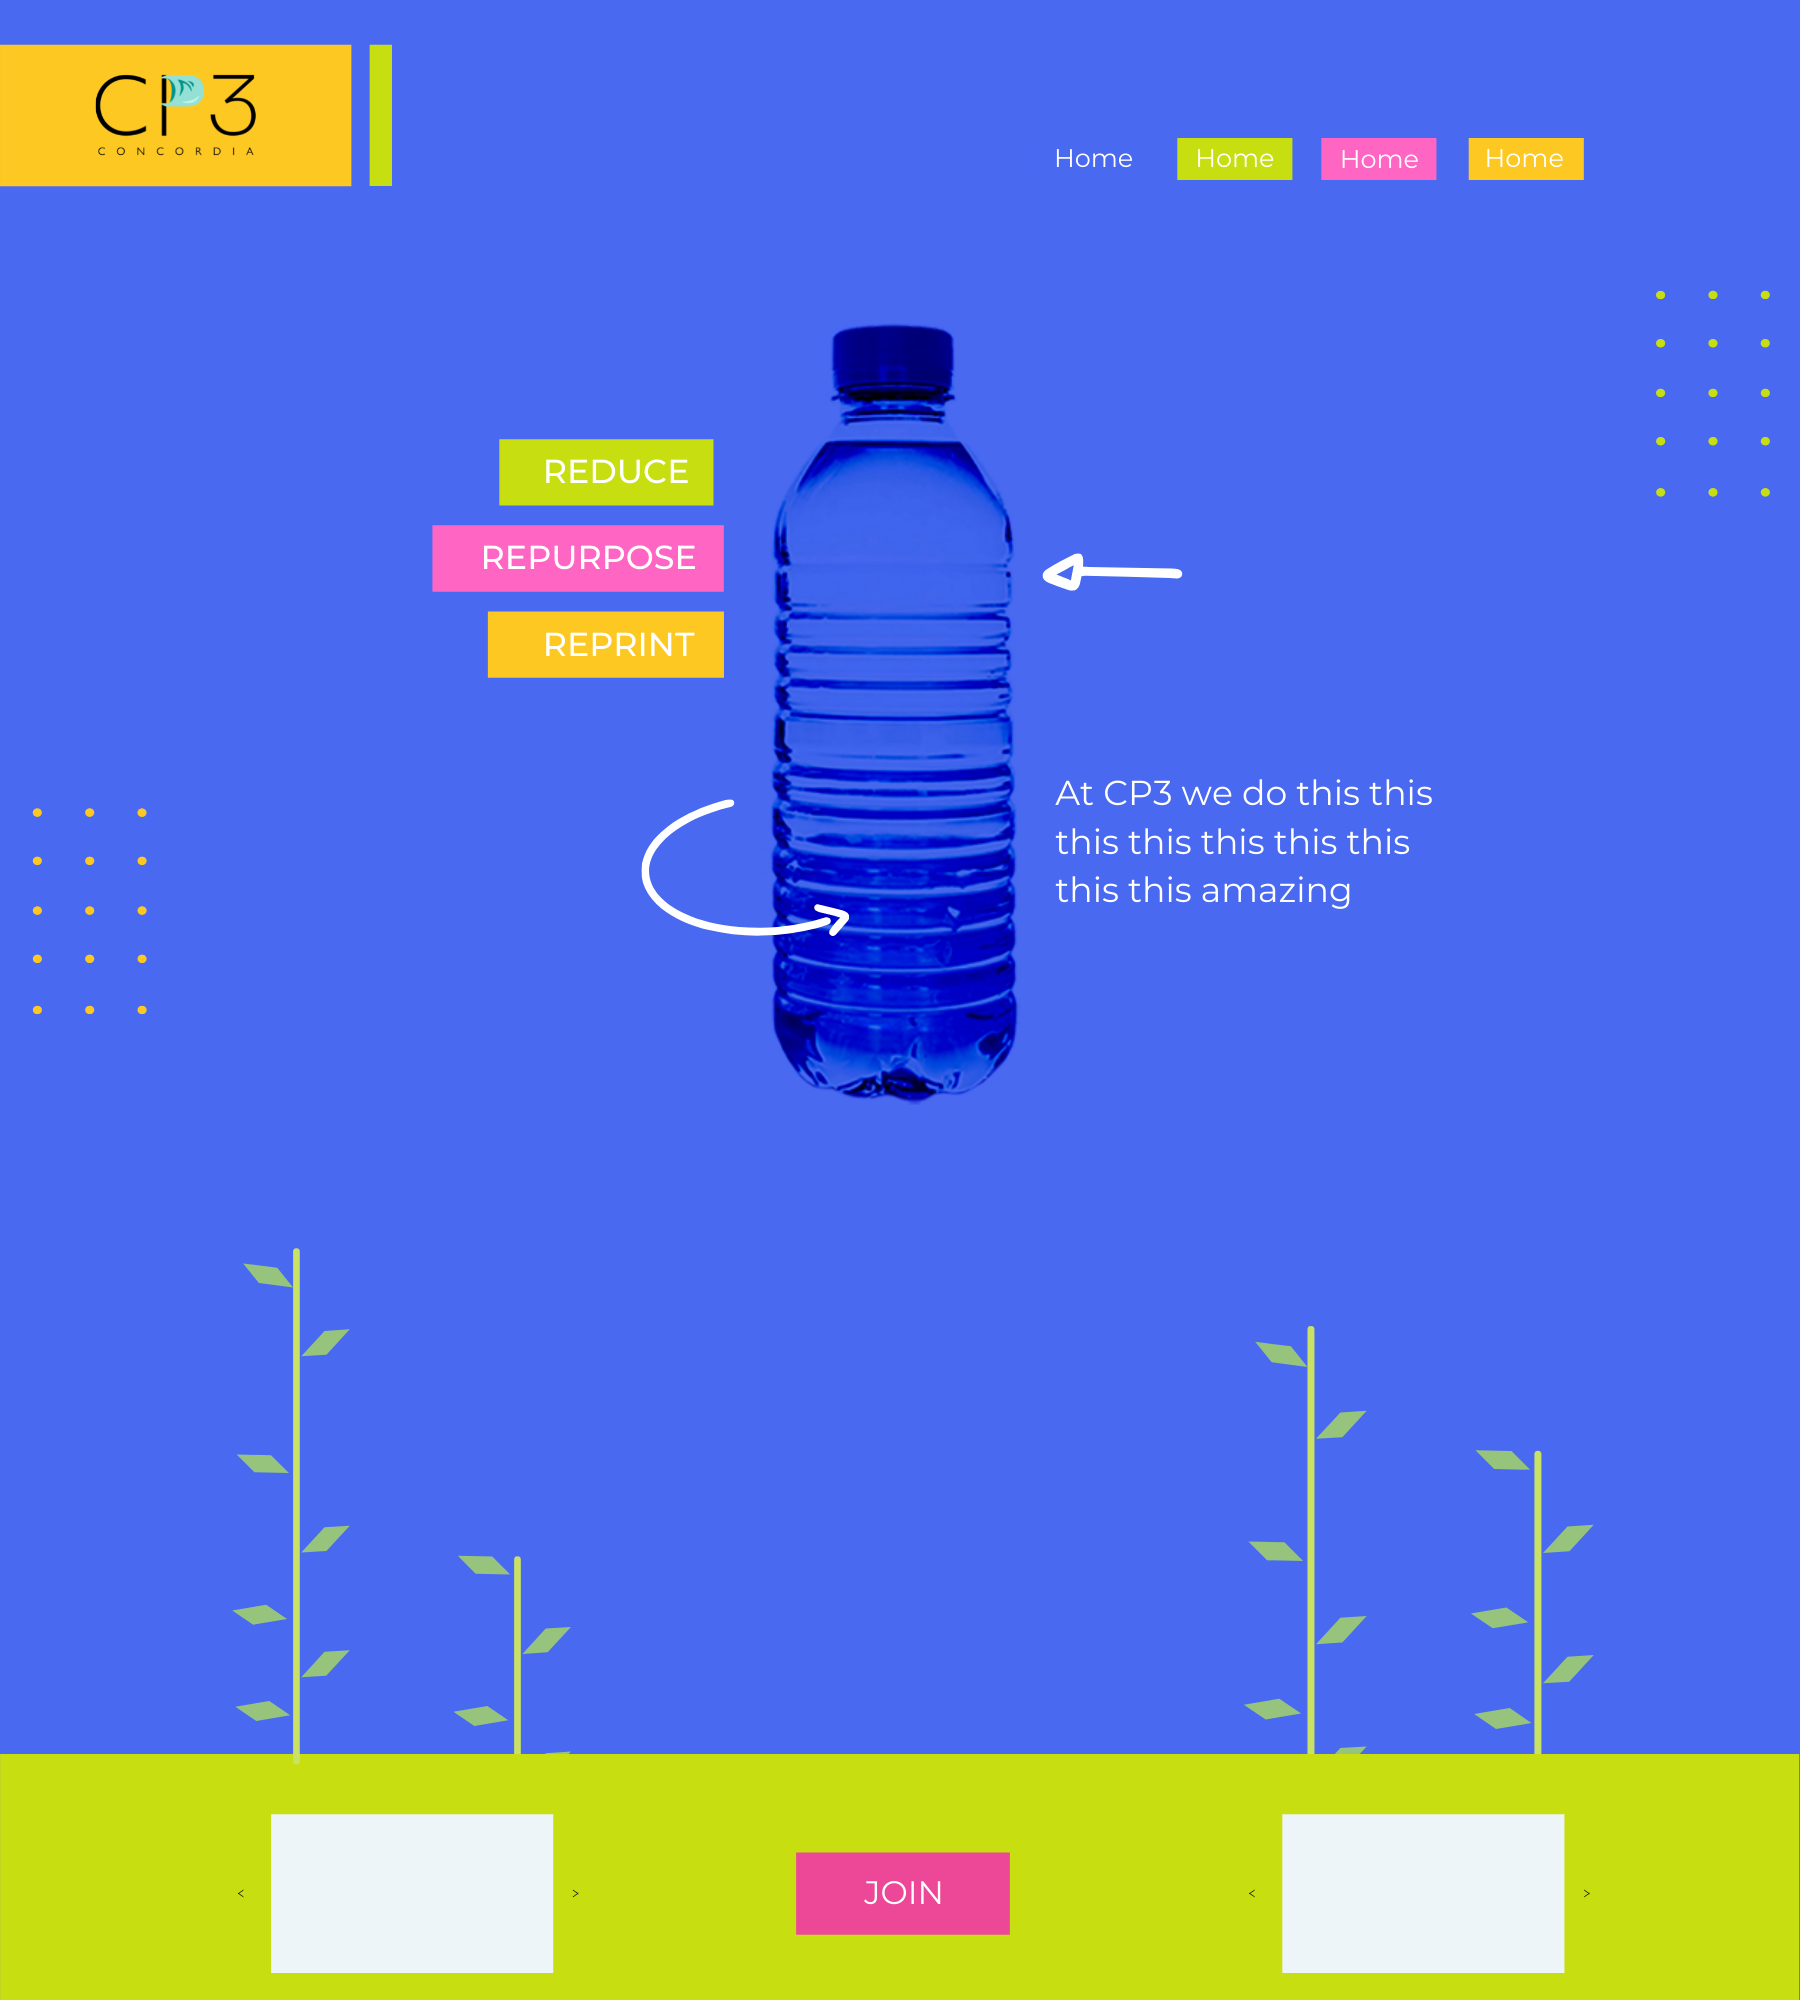 CP3
CONCORDIA
Home
Home
Home
Home
REDUCE
REPURPOSE
REPRINT
At CP3 we do this this
this this this this this
this this amazing
<
>
JOIN
<
>